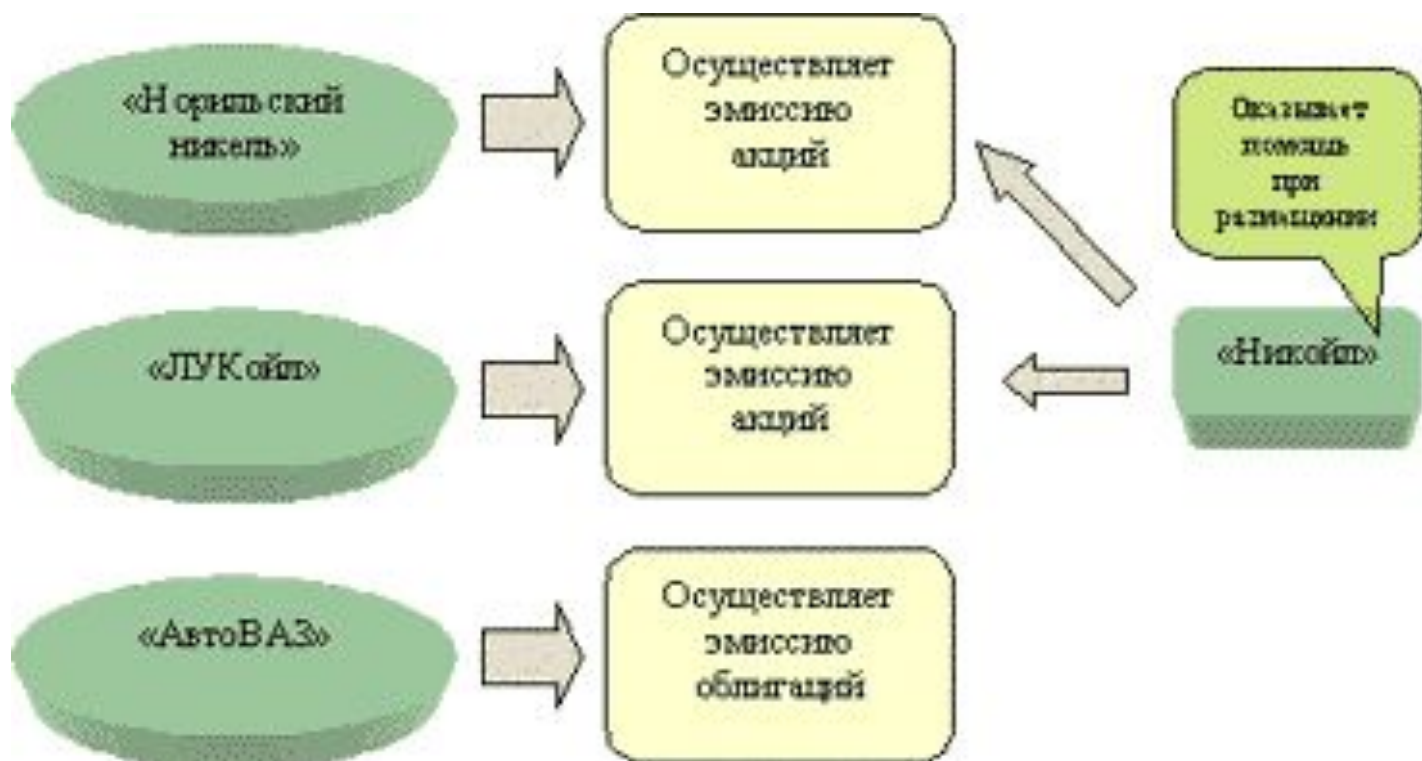 «Норильский
никель»
Осуществляет
эмиссию
акций
Оказывает
помощь
при
размещении
«ЛУКойл»
Осуществляет
эмиссию
акций
«Никойл»
«АвтоВАЗ»
Осуществляет
эмиссию
облигаций